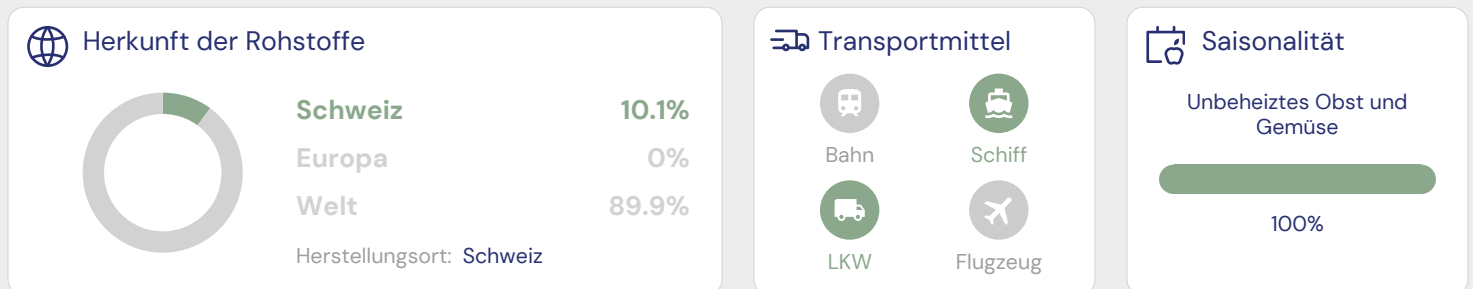 Herkunft der Rohstoffe
Schweiz 10.1%
Europa 0%
Welt 89.9%
Herstellungsort: Schweiz
Transportmittel
Bahn
Schiff
LKW
Flugzeug
Saisonalität
Unbeheiztes Obst und
Gemüse
100%